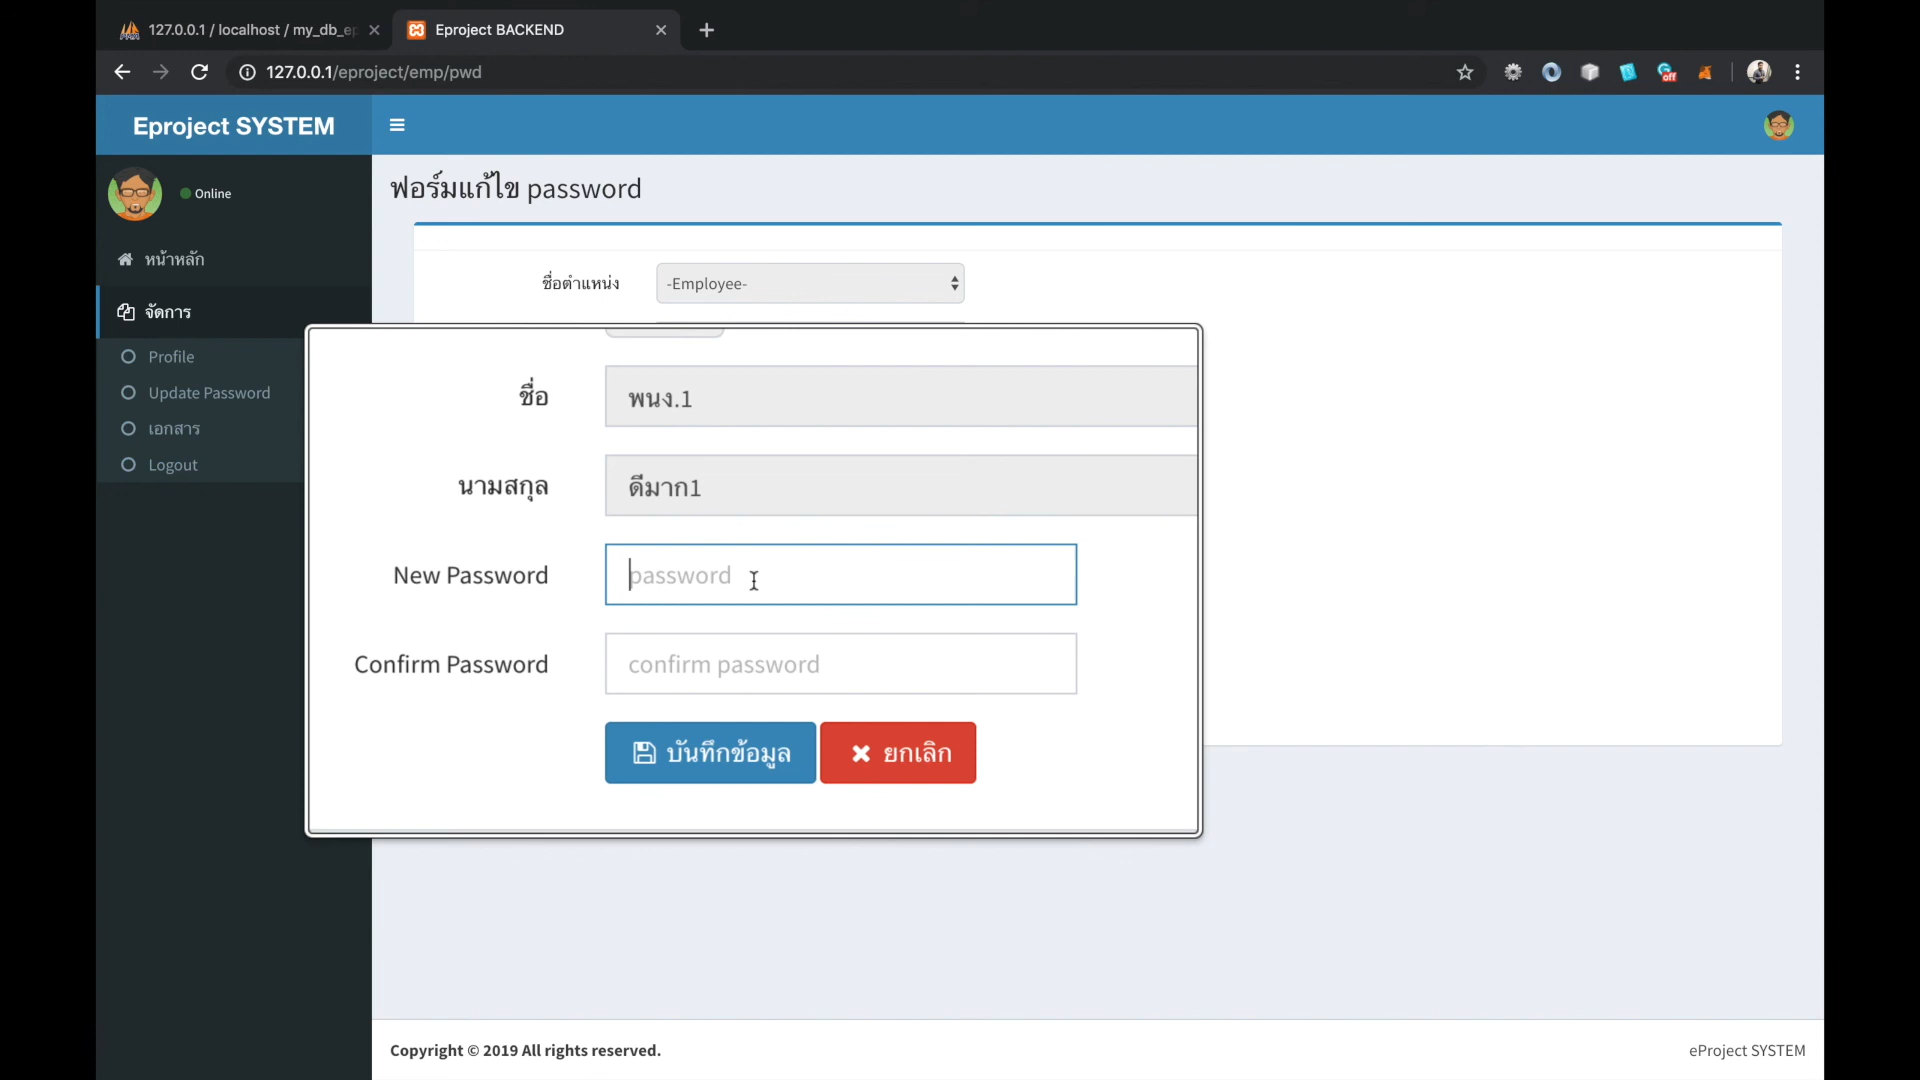 127.0.0.1 / localhost / my_db_ep
Eproject BACKEND
127.0.0.1/eproject/emp/pwd
off
Eproject SYSTEM
Online
หน้าหลัก
จัดการ
Profile
Update Password
เอกสาร
Logout
ฟอร์มแก้ไข password
ชื่อตำแหน่ง -Employee-
ชื่อ พนง.1
นามสกุล ดีมาก1
New Password password
Confirm Password confirm password
บันทึกข้อมูล ยกเลิก
Copyright © 2019 All rights reserved.
eProject SYSTEM